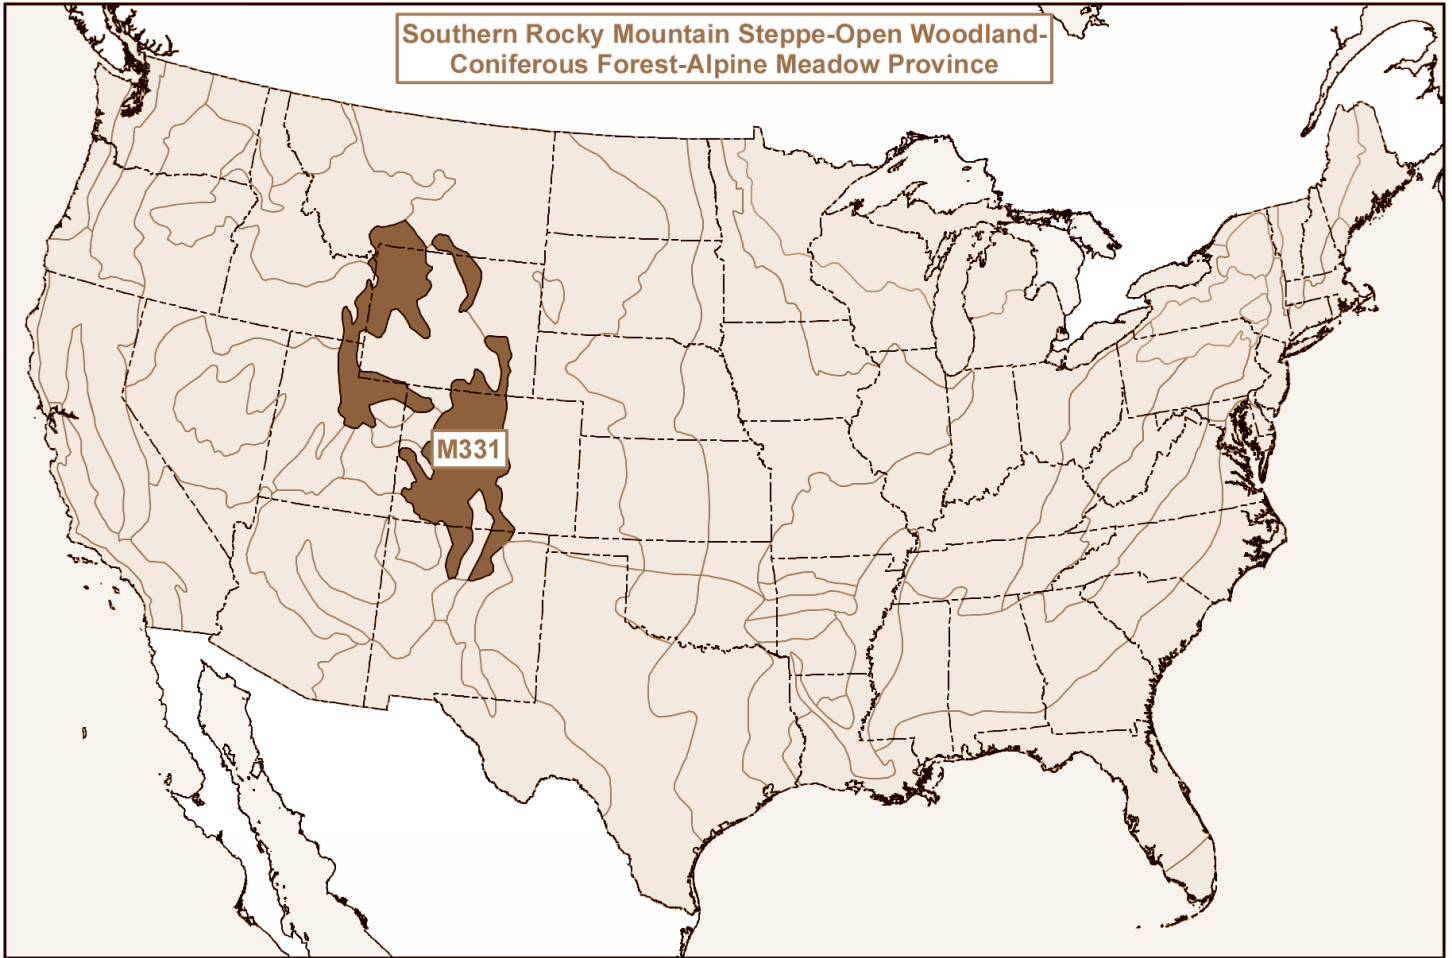 Southern Rocky Mountain Steppe-Open Woodland-
Coniferous Forest-Alpine Meadow Province
M331